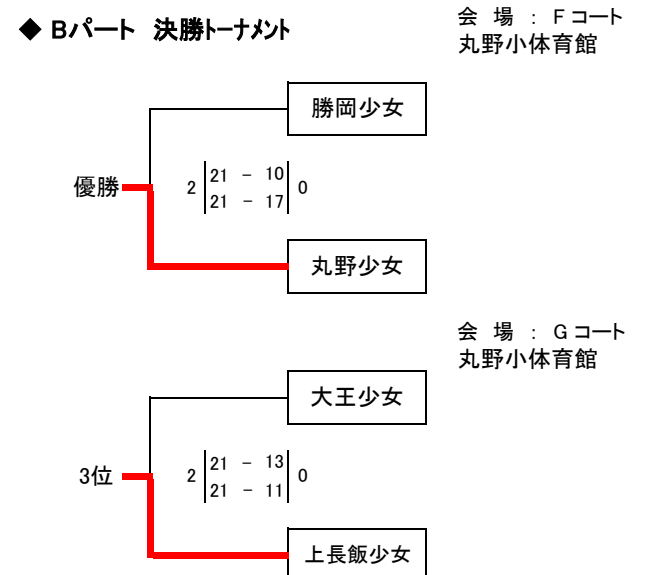 ◆ Bパート 決勝トーナメント
会 場 : Fコート
丸野小体育館
勝岡少女
優勝
2 21 - 10 0
21 - 17
丸野少女
会 場 : Gコート
丸野小体育館
大王少女
3位
2 21 - 13 0
21 - 11
上長飯少女